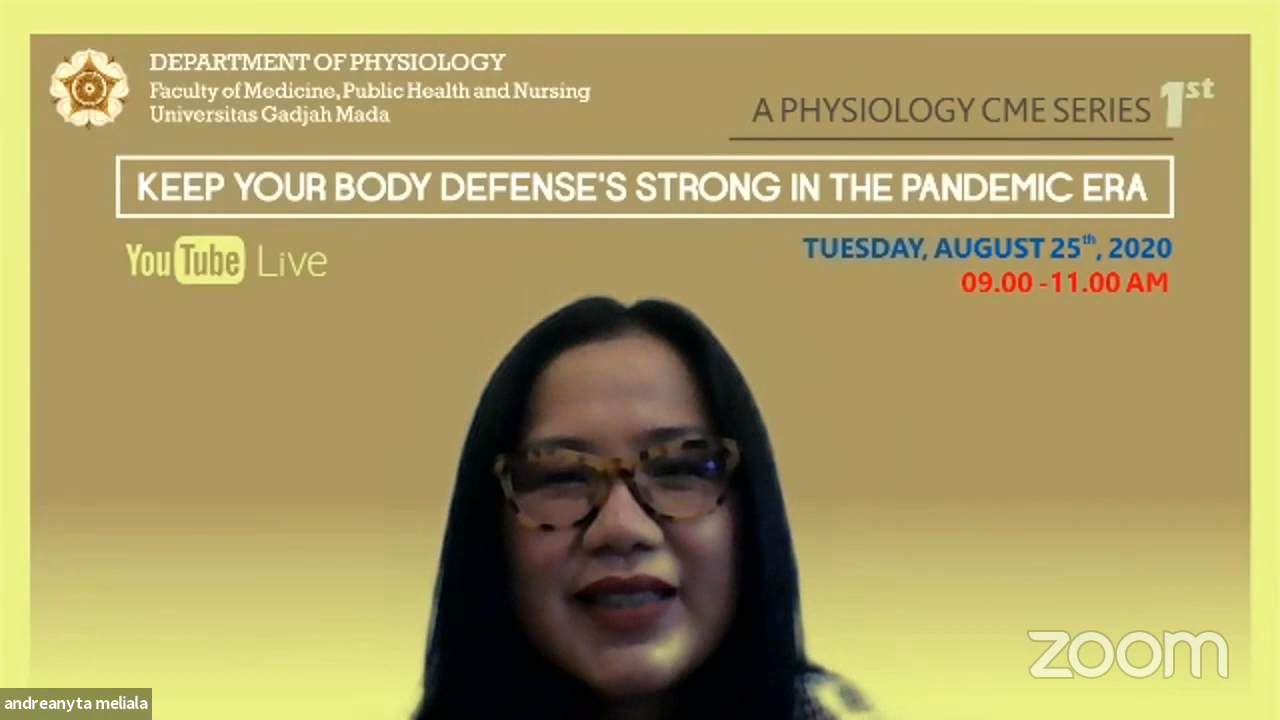 DEPARTMENT OF PHYSIOLOGY
Faculty of Medicine, Public Health and Nursing
Universitas Gadjah Mada
A PHYSIOLOGY CME SERIES 1st
KEEP YOUR BODY DEFENSE'S STRONG IN THE PANDEMIC ERA
YouTube Live
TUESDAY, AUGUST 25th, 2020
09.00 -11.00 AM
zoom
andreanyta meliala